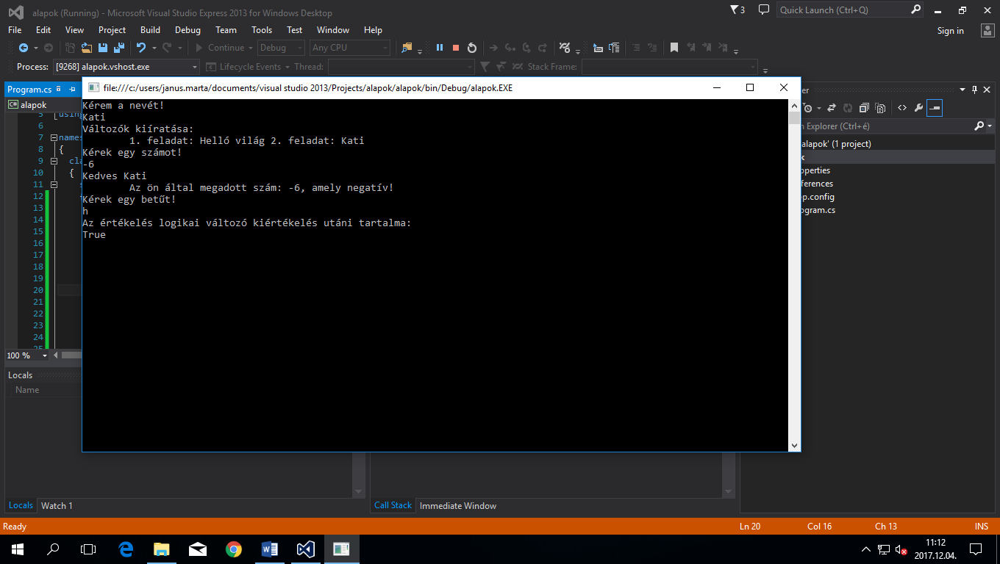 alapok (Running) - Microsoft Visual Studio Express 2013 for Windows Desktop
3
Quick Launch (Ctrl+Q)
File Edit View Project Build Debug Team Tools Test Window Help
Sign in
Continue Debug Any CPU
Process: [9268] alapok.vshost.exe Lifecycle Events Thread: Stack Frame:
Program.cs
alapok
file:///c:/users/janus.marta/documents/visual studio 2013/Projects/alapok/alapok/bin/Debug/alapok.EXE
Kérem a nevét!
Kati
Változók kiíratása:
1. feladat: Helló világ 2. feladat: Kati
Kérek egy számot!
-6
Kedves Kati
Az ön által megadott szám: -6, amely negatív!
Kérek egy betűt!
h
Az értékelés logikai változó kiértékelés utáni tartalma:
True
5 using
6
7 names
8 {
9 cla
10 {
11 s
12
13
14
15
16
17
18
19
20
21
22
23
24
25
100 %
er
n Explorer (Ctrl+é)
alapok' (1 project)
k
operties
ferences
pp.config
ogram.cs
Locals
Name
Locals Watch 1
Call Stack Immediate Window
Ready Ln 20 Col 16 Ch 13 INS
11:12
2017.12.04.